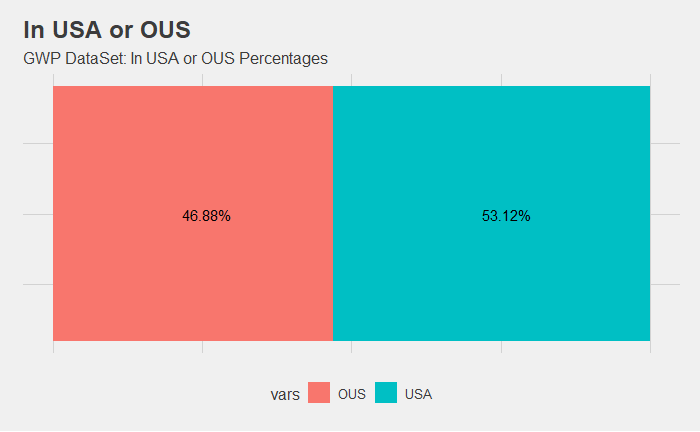 In USA or OUS
GWP DataSet: In USA or OUS Percentages
46.88% 53.12%
vars OUS USA